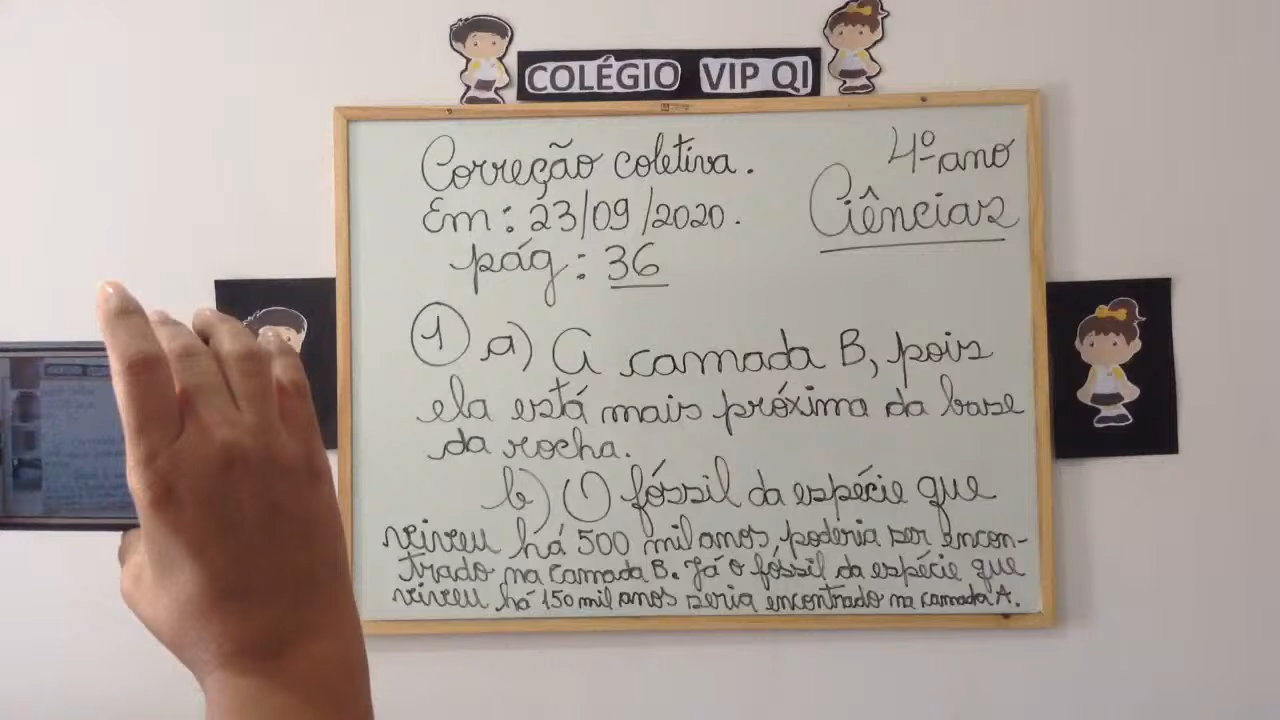 COLÉGIO VIP QI
Correção coletiva.
4º ano
Ciências
Em: 23/09/2020.
pág: 36
1 a) A camada B, pois
ela está mais próxima da base
da rocha.
b) O fóssil da espécie que
viveu há 500 mil anos, poderia ser encon-
trado na camada B. Já o fóssil da espécie que
viveu há 150 mil anos seria encontrado na camada A.